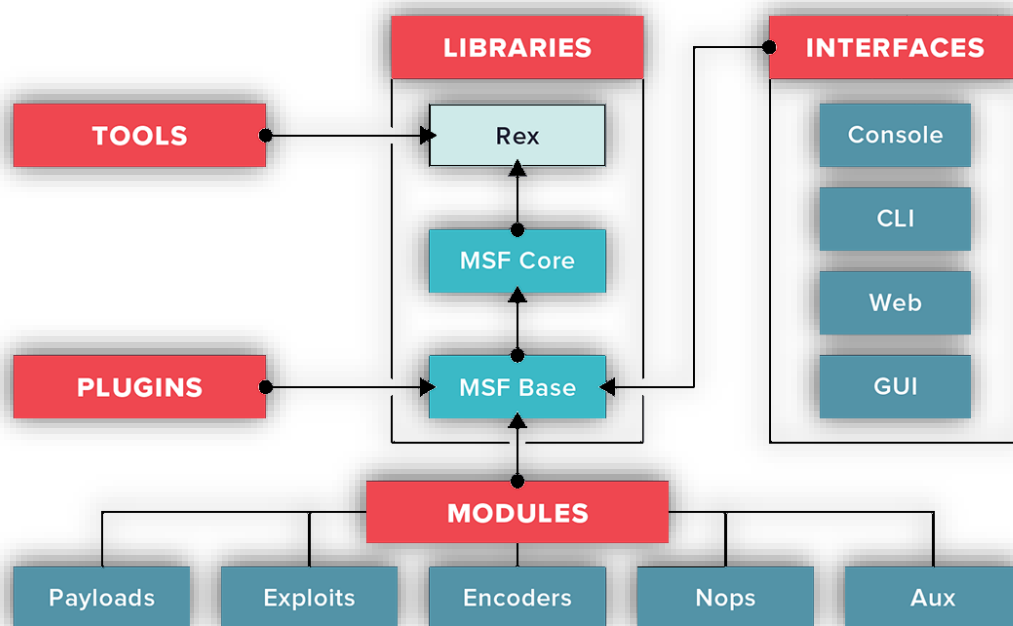 LIBRARIES
INTERFACES
TOOLS
Rex
Console
CLI
MSF Core
Web
PLUGINS
MSF Base
GUI
MODULES
Payloads
Exploits
Encoders
Nops
Aux